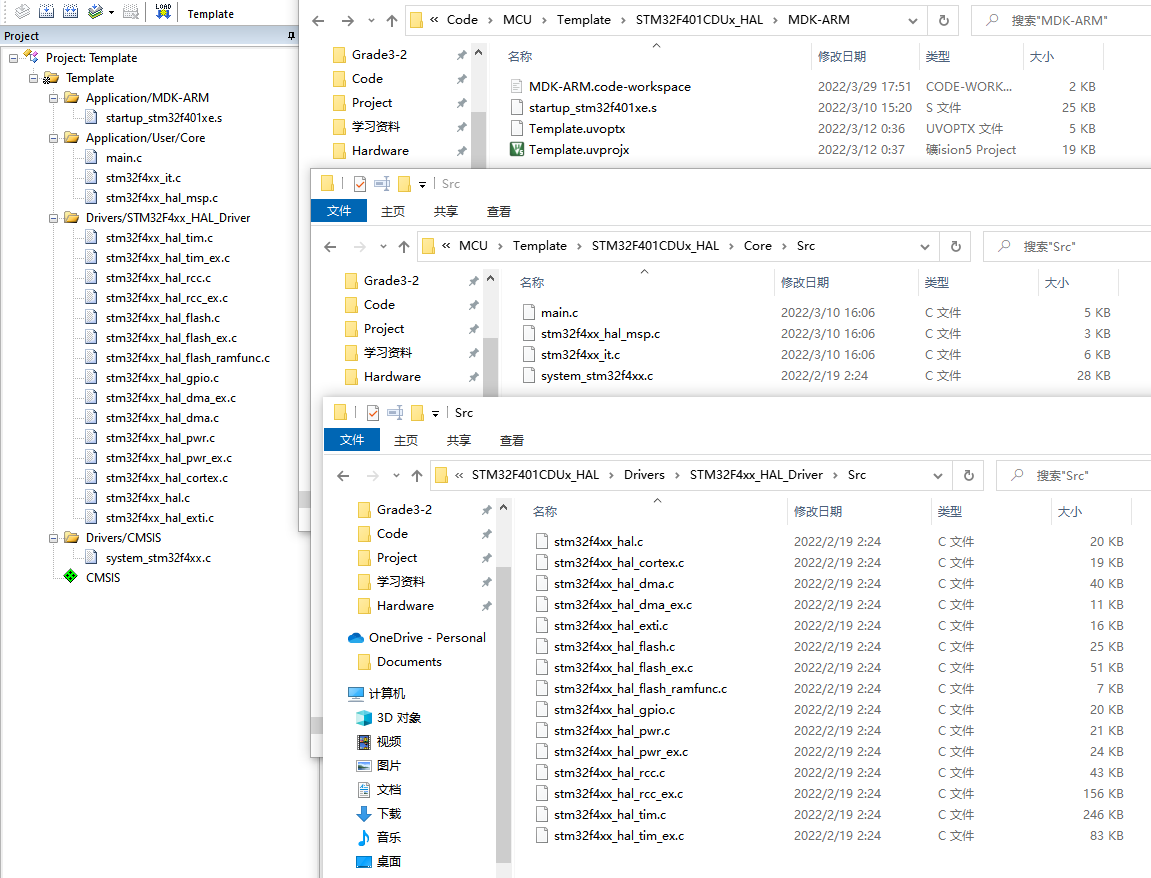 LOAD
Template
Project
Project: Template
Template
Application/MDK-ARM
startup_stm32f401xe.s
Application/User/Core
main.c
stm32f4xx_it.c
stm32f4xx_hal_msp.c
Drivers/STM32F4xx_HAL_Driver
stm32f4xx_hal_tim.c
stm32f4xx_hal_tim_ex.c
stm32f4xx_hal_rcc.c
stm32f4xx_hal_rcc_ex.c
stm32f4xx_hal_flash.c
stm32f4xx_hal_flash_ex.c
stm32f4xx_hal_flash_ramfunc.c
stm32f4xx_hal_gpio.c
stm32f4xx_hal_dma_ex.c
stm32f4xx_hal_dma.c
stm32f4xx_hal_pwr.c
stm32f4xx_hal_pwr_ex.c
stm32f4xx_hal_cortex.c
stm32f4xx_hal.c
stm32f4xx_hal_exti.c
Drivers/CMSIS
system_stm32f4xx.c
CMSIS
« Code › MCU › Template › STM32F401CDUx_HAL › MDK-ARM 搜索"MDK-ARM"
Grade3-2
Code
Project
学习资料
Hardware
名称 修改日期 类型 大小
MDK-ARM.code-workspace 2022/3/29 17:51 CODE-WORK... 2 KB
startup_stm32f401xe.s 2022/3/10 15:20 S 文件 25 KB
Template.uvoptx 2022/3/12 0:36 UVOPTX 文件 5 KB
Template.uvprojx 2022/3/12 0:37 礦ision5 Project 19 KB
Src
文件 主页 共享 查看
« MCU › Template › STM32F401CDUx_HAL › Core › Src 搜索"Src"
Grade3-2
Code
Project
学习资料
Hardware
名称 修改日期 类型 大小
main.c 2022/3/10 16:06 C 文件 5 KB
stm32f4xx_hal_msp.c 2022/3/10 16:06 C 文件 3 KB
stm32f4xx_it.c 2022/3/10 16:06 C 文件 6 KB
system_stm32f4xx.c 2022/2/19 2:24 C 文件 28 KB
Src
文件 主页 共享 查看
« STM32F401CDUx_HAL › Drivers › STM32F4xx_HAL_Driver › Src 搜索"Src"
Grade3-2
Code
Project
学习资料
Hardware
OneDrive - Personal
Documents
计算机
3D 对象
视频
图片
文档
下载
音乐
桌面
名称 修改日期 类型 大小
stm32f4xx_hal.c 2022/2/19 2:24 C 文件 20 KB
stm32f4xx_hal_cortex.c 2022/2/19 2:24 C 文件 19 KB
stm32f4xx_hal_dma.c 2022/2/19 2:24 C 文件 40 KB
stm32f4xx_hal_dma_ex.c 2022/2/19 2:24 C 文件 11 KB
stm32f4xx_hal_exti.c 2022/2/19 2:24 C 文件 16 KB
stm32f4xx_hal_flash.c 2022/2/19 2:24 C 文件 25 KB
stm32f4xx_hal_flash_ex.c 2022/2/19 2:24 C 文件 51 KB
stm32f4xx_hal_flash_ramfunc.c 2022/2/19 2:24 C 文件 7 KB
stm32f4xx_hal_gpio.c 2022/2/19 2:24 C 文件 20 KB
stm32f4xx_hal_pwr.c 2022/2/19 2:24 C 文件 21 KB
stm32f4xx_hal_pwr_ex.c 2022/2/19 2:24 C 文件 24 KB
stm32f4xx_hal_rcc.c 2022/2/19 2:24 C 文件 43 KB
stm32f4xx_hal_rcc_ex.c 2022/2/19 2:24 C 文件 156 KB
stm32f4xx_hal_tim.c 2022/2/19 2:24 C 文件 246 KB
stm32f4xx_hal_tim_ex.c 2022/2/19 2:24 C 文件 83 KB